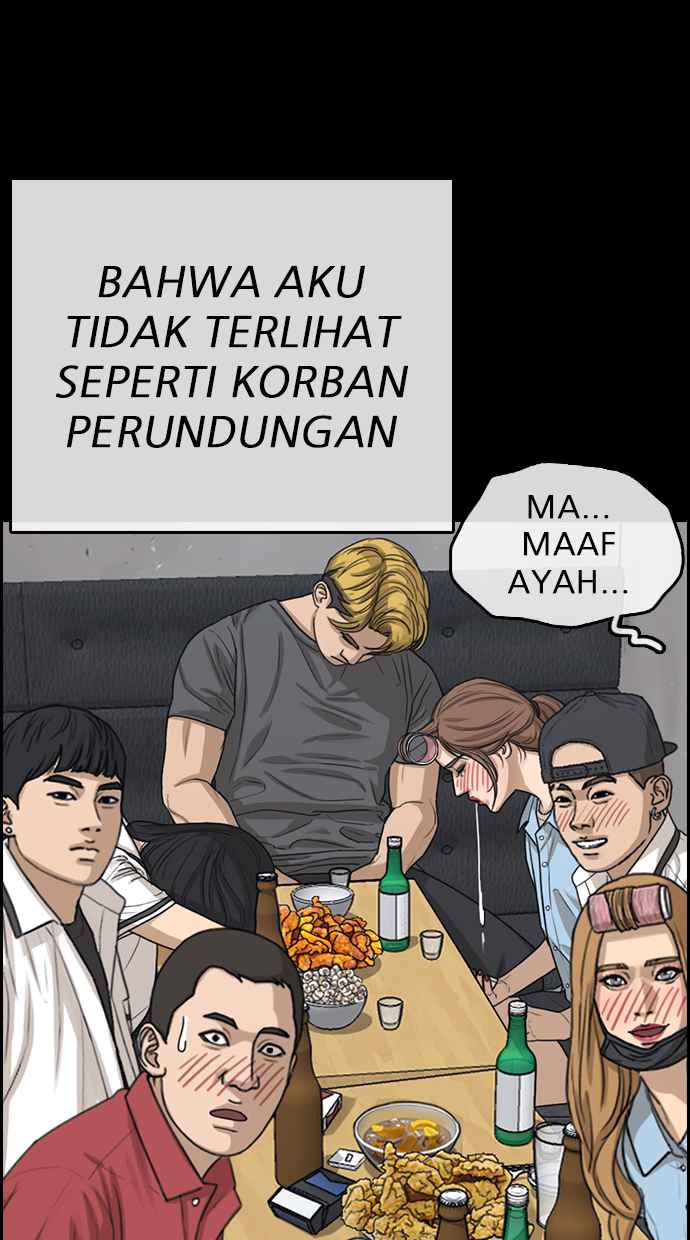 BAHWA AKU
TIDAK TERLIHAT
SEPERTI KORBAN
PERUNDUNGAN
MA...
MAAF
AYAH...
D